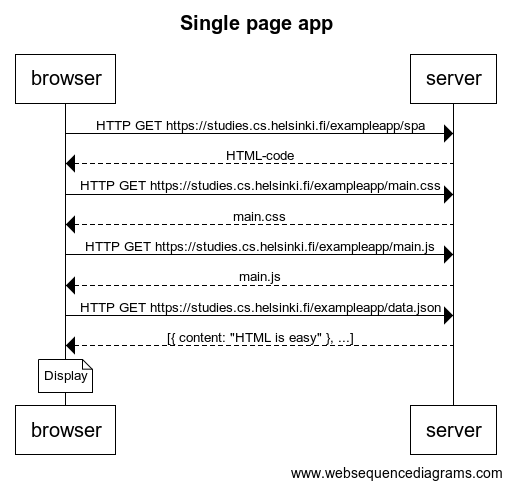 Single page app
browser
server
HTTP GET https://studies.cs.helsinki.fi/exampleapp/spa
HTML-code
HTTP GET https://studies.cs.helsinki.fi/exampleapp/main.css
main.css
HTTP GET https://studies.cs.helsinki.fi/exampleapp/main.js
main.js
HTTP GET https://studies.cs.helsinki.fi/exampleapp/data.json
[{ content: "HTML is easy" }, ...]
Display
browser
server
www.websequencediagrams.com